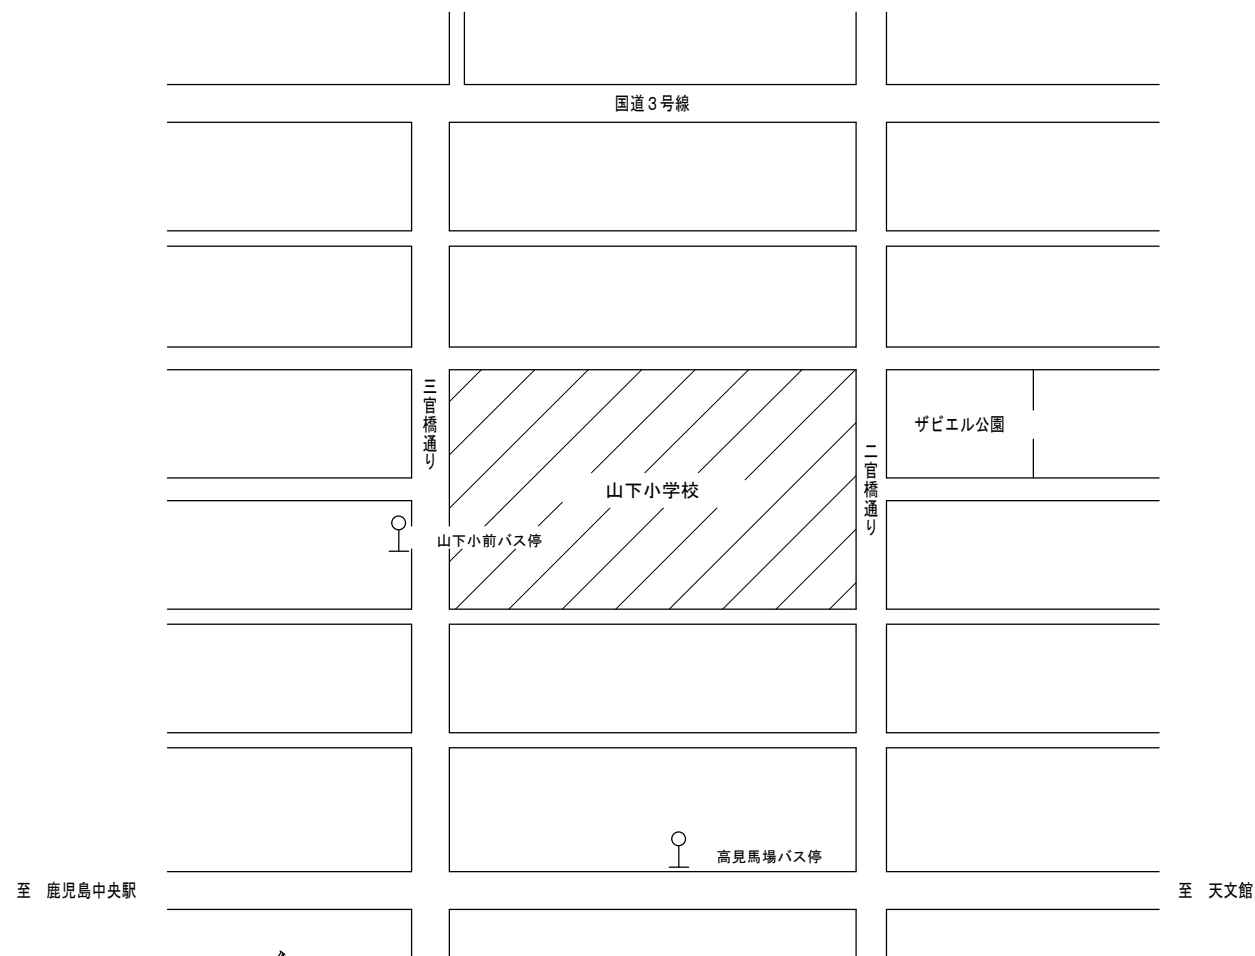 国道３号線
三官橋通り
ザビエル公園
二官橋通り
山下小学校
山下小前バス停
高見馬場バス停
至　鹿児島中央駅
至　天文館